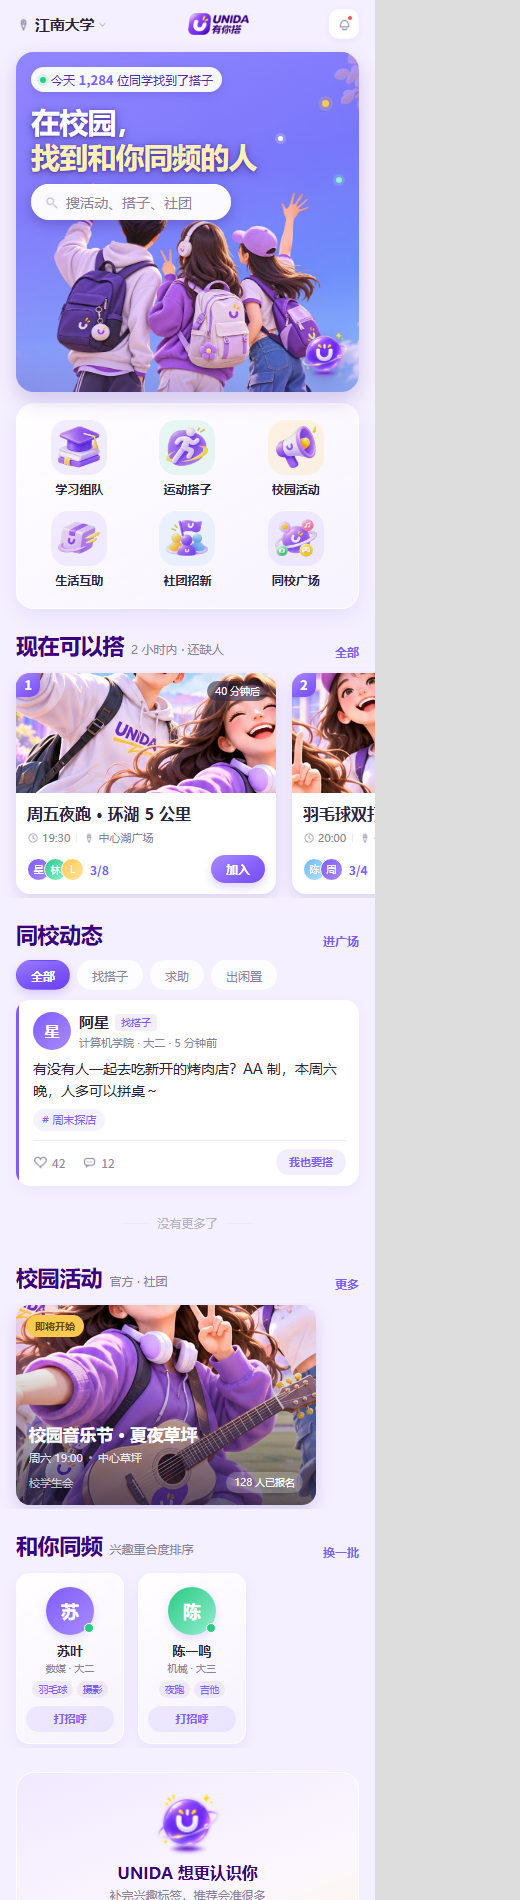 江南大学
UNIDA
有你搭
今天 1,284 位同学找到了搭子
在校园，
找到和你同频的人
搜活动、搭子、社团
学习组队
运动搭子
校园活动
生活互助
社团招新
同校广场
现在可以搭 2 小时内 · 还缺人
全部
1
40 分钟后
2
UNIDA
周五夜跑 • 环湖 5 公里
羽毛球双打
19:30
中心湖广场
20:00
星 林 L 3/8
加入
陈 周 3/4
同校动态
进广场
全部
找搭子
求助
出闲置
星
阿星 找搭子
计算机学院 · 大二 · 5 分钟前
有没有人一起去吃新开的烤肉店？AA 制，本周六
晚，人多可以拼桌～
# 周末探店
42
12
我也要搭
没有更多了
校园活动 官方 · 社团
更多
即将开始
校园音乐节 • 夏夜草坪
周六 19:00 • 中心草坪
校学生会
128 人已报名
和你同频 兴趣重合度排序
换一批
苏
陈
苏叶
陈一鸣
数媒 · 大二
机械 · 大三
羽毛球 摄影
夜跑 吉他
打招呼
打招呼
UNIDA 想更认识你
补完兴趣标签，推荐会准很多